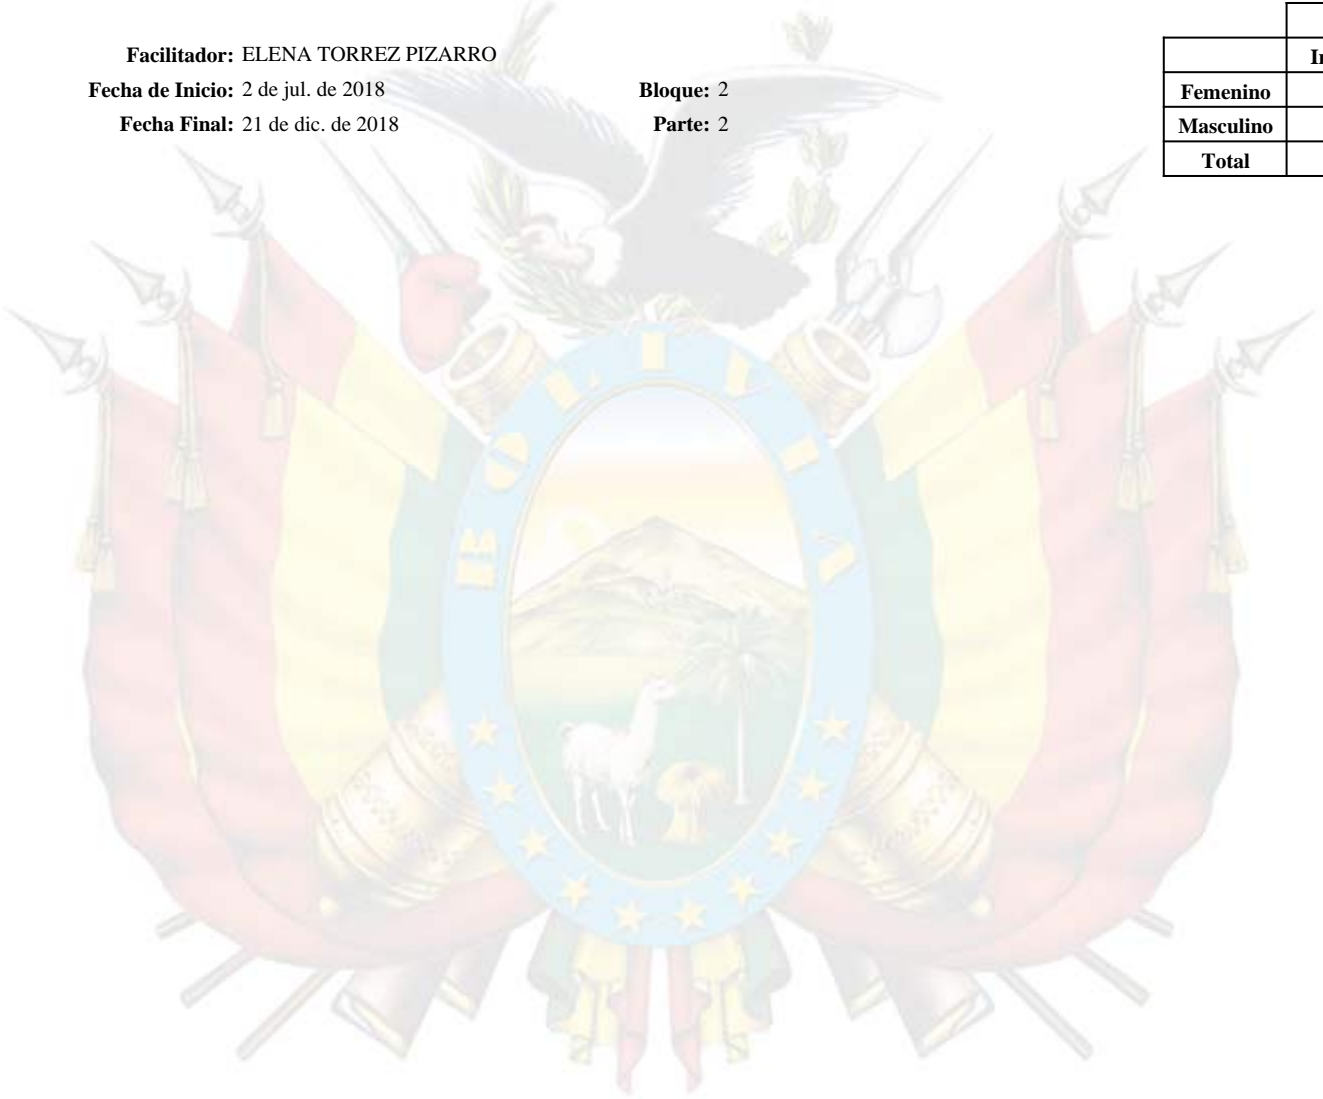 Facilitador: ELENA TORREZ PIZARRO
Fecha de Inicio: 2 de jul. de 2018 Bloque: 2
Fecha Final: 21 de dic. de 2018 Parte: 2
Femenino
Masculino
Total
BOLIVIA